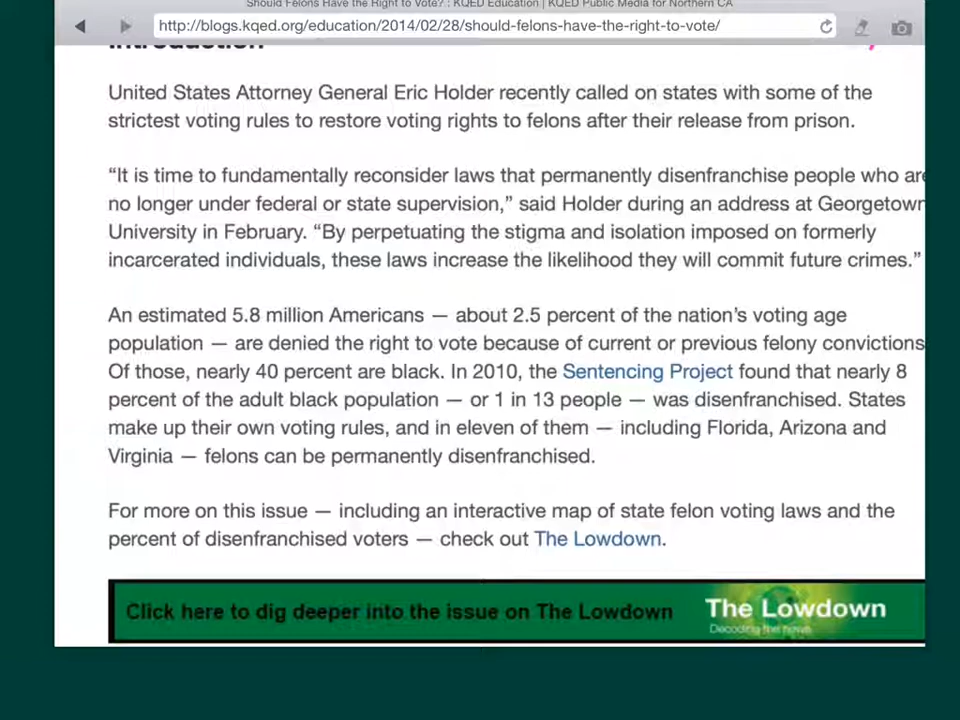 Should Felons Have the Right to Vote? : KQED Education | KQED Public Media for Northern CA
http://blogs.kqed.org/education/2014/02/28/should-felons-have-the-right-to-vote/
Introduction
United States Attorney General Eric Holder recently called on states with some of the
strictest voting rules to restore voting rights to felons after their release from prison.
“It is time to fundamentally reconsider laws that permanently disenfranchise people who are
no longer under federal or state supervision,” said Holder during an address at Georgetown
University in February. “By perpetuating the stigma and isolation imposed on formerly
incarcerated individuals, these laws increase the likelihood they will commit future crimes.”
An estimated 5.8 million Americans — about 2.5 percent of the nation’s voting age
population — are denied the right to vote because of current or previous felony convictions
Of those, nearly 40 percent are black. In 2010, the Sentencing Project found that nearly 8
percent of the adult black population — or 1 in 13 people — was disenfranchised. States
make up their own voting rules, and in eleven of them — including Florida, Arizona and
Virginia — felons can be permanently disenfranchised.
For more on this issue — including an interactive map of state felon voting laws and the
percent of disenfranchised voters — check out The Lowdown.
Click here to dig deeper into the issue on The Lowdown
The Lowdown
Decoding the news